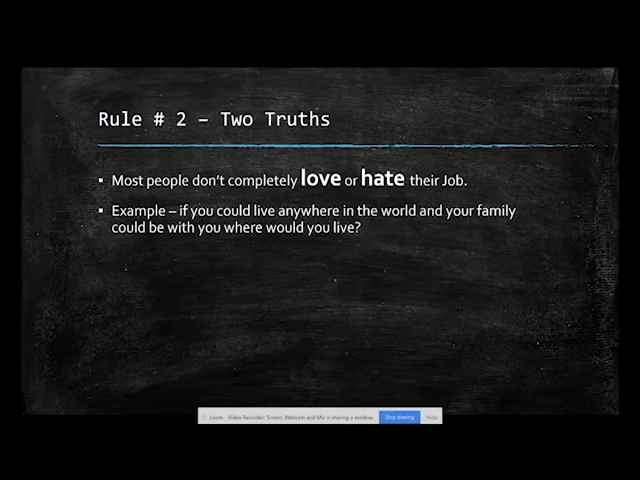 Rule # 2 – Two Truths
▪ Most people don't completely love or hate their Job.
▪ Example – if you could live anywhere in the world and your family
could be with you where would you live?
Loom - Video Recorder: Screen, Webcam and Mic is sharing a window. Stop sharing Hide